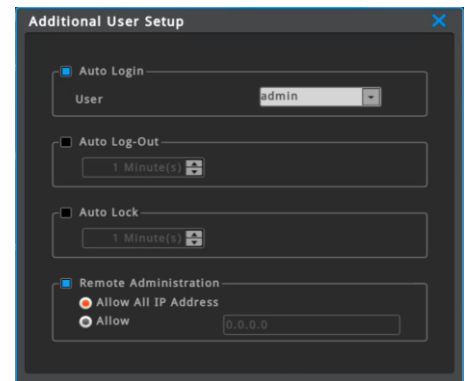 Additional User Setup
Auto Login
User admin
Auto Log-Out
1 Minute(s)
Auto Lock
1 Minute(s)
Remote Administration
Allow All IP Address
Allow 0.0.0.0